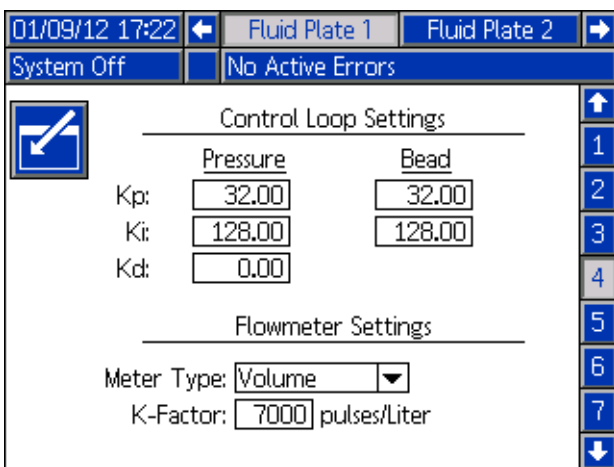 01/09/12 17:22 Fluid Plate 1 Fluid Plate 2
System Off No Active Errors
Control Loop Settings
Pressure Bead
Kp: 32.00 32.00
Ki: 128.00 128.00
Kd: 0.00
Flowmeter Settings
Meter Type: Volume
K-Factor: 7000 pulses/Liter
1
2
3
4
5
6
7